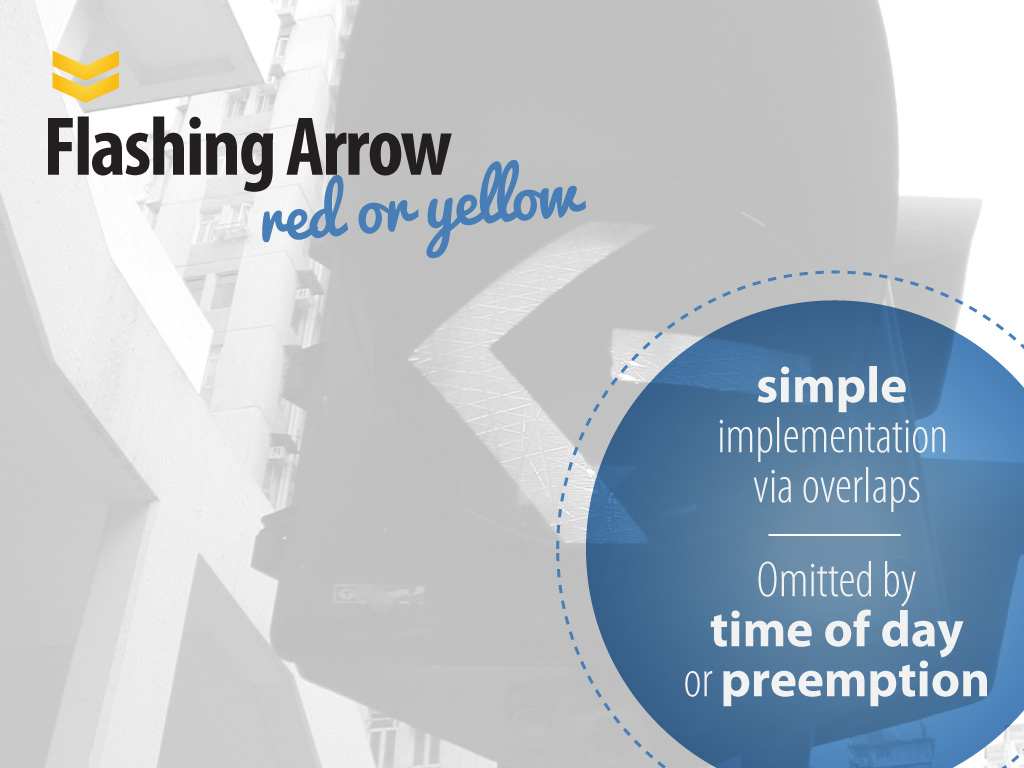 Flashing Arrow
red or yellow
simple
implementation
via overlaps
Omitted by
time of day
or preemption